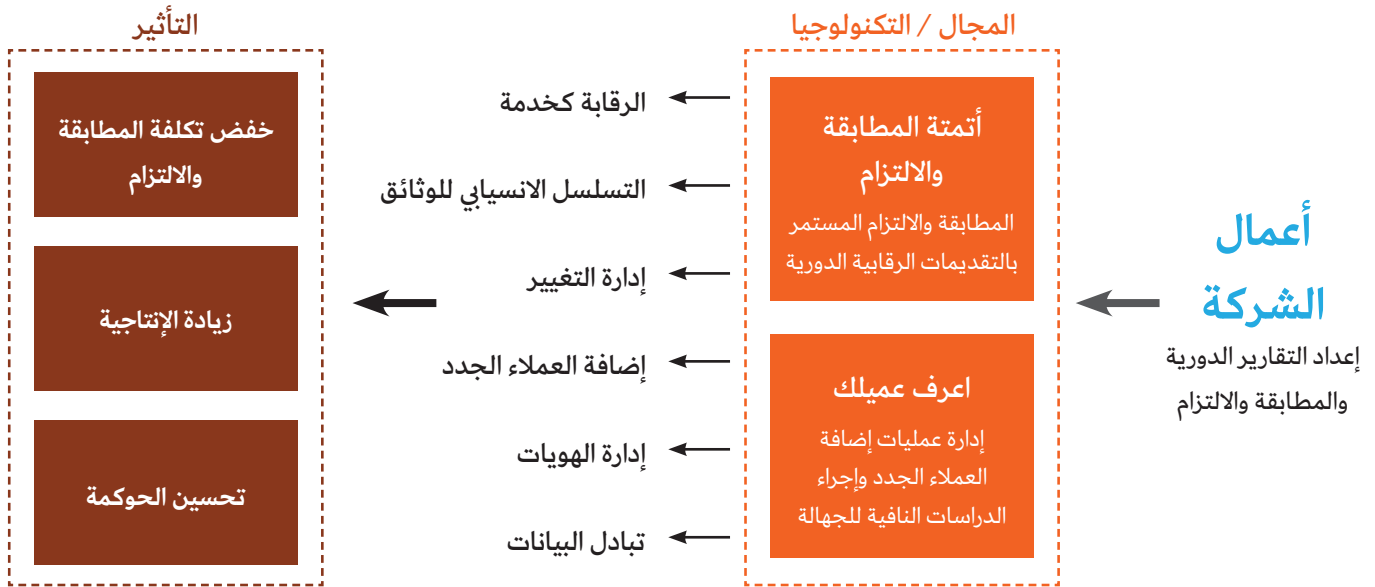 المجال / التكنولوجيا
التأثير
أعمال
الشركة
إعداد التقارير الدورية
والمطابقة والالتزام
أتمتة المطابقة
والالتزام
المطابقة والالتزام المستمر
بالتقديمات الرقابية الدورية
اعرف عميلك
إدارة عمليات إضافة
العملاء الجدد وإجراء
الدراسات النافية للجهالة
الرقابة كخدمة
التسلسل الانسيابي للوثائق
إدارة التغيير
إضافة العملاء الجدد
إدارة الهويات
تبادل البيانات
خفض تكلفة المطابقة
والالتزام
زيادة الإنتاجية
تحسين الحوكمة